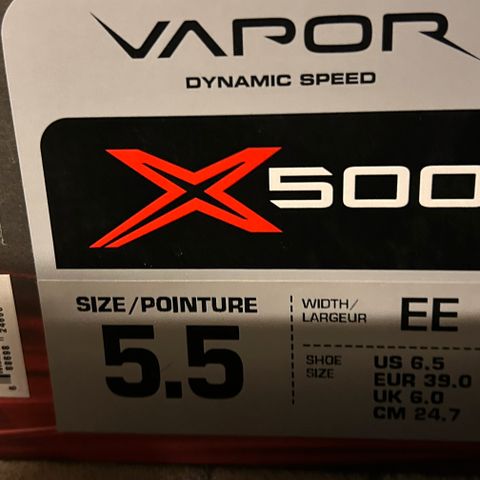 VAPOR
DYNAMIC SPEED
X500
SIZE/POINTURE
5.5
WIDTH/
LARGEUR
EE
SHOE
SIZE
US 6.5
EUR 39.0
UK 6.0
CM 24.7